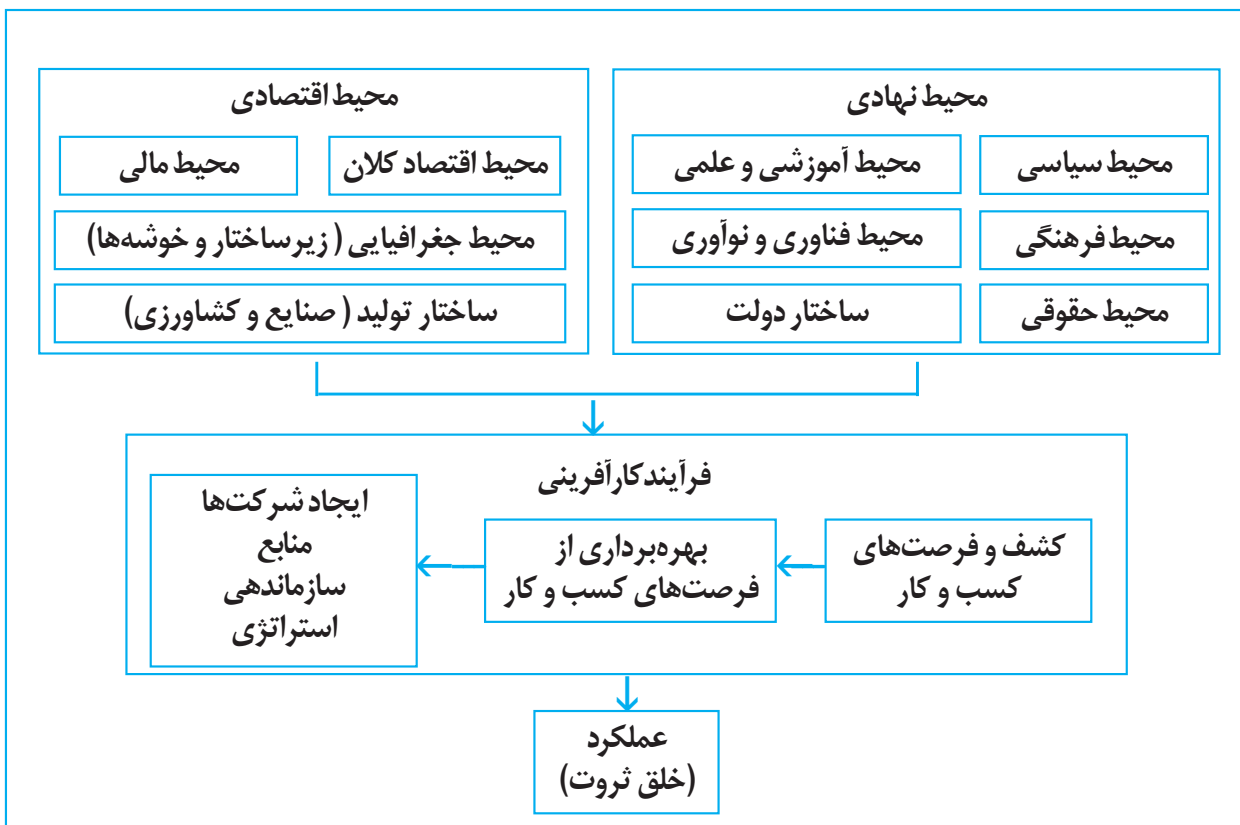 محیط نهادی
محیط سیاسی
محیط آموزشی و علمی
محیط فرهنگی
محیط فناوری و نوآوری
محیط حقوقی
ساختار دولت
محیط اقتصادی
محیط اقتصاد کلان
محیط مالی
محیط جغرافیایی (زیرساختار و خوشه‌ها)
ساختار تولید (صنایع و کشاورزی)
فرآیند کارآفرینی
کشف و فرصت‌های
کسب و کار
بهره‌برداری از
فرصت‌های کسب و کار
ایجاد شرکت‌ها
منابع
سازماندهی
استراتژی
عملکرد
(خلق ثروت)